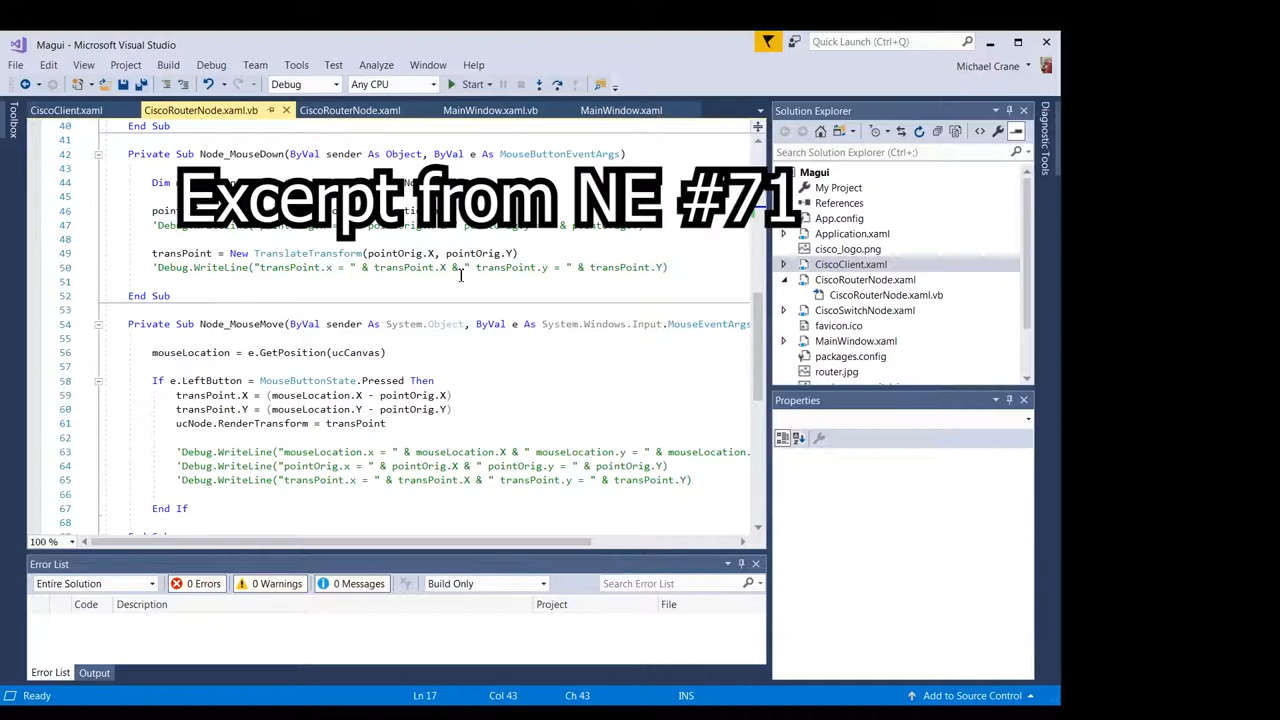 Magui - Microsoft Visual Studio
Quick Launch (Ctrl+Q)
File Edit View Project Build Debug Team Tools Test Analyze Window Help
Michael Crane
Debug Any CPU Start
CiscoClient.xaml CiscoRouterNode.xaml.vb CiscoRouterNode.xaml MainWindow.xaml.vb MainWindow.xaml
Toolbox
40 End Sub
41
42 Private Sub Node_MouseDown(ByVal sender As Object, ByVal e As MouseButtonEventArgs)
43
44 Dim
45
Excerpt from NE #71
46
47 'Debug.
48
49 transPoint = New TranslateTransform(pointOrig.X, pointOrig.Y)
50 'Debug.WriteLine("transPoint.x = " & transPoint.X & " transPoint.y = " & transPoint.Y)
51
52 End Sub
53
54 Private Sub Node_MouseMove(ByVal sender As System.Object, ByVal e As System.Windows.Input.MouseEventArgs
55
56 mouseLocation = e.GetPosition(ucCanvas)
57
58 If e.LeftButton = MouseButtonState.Pressed Then
59 transPoint.X = (mouseLocation.X - pointOrig.X)
60 transPoint.Y = (mouseLocation.Y - pointOrig.Y)
61 ucNode.RenderTransform = transPoint
62
63 'Debug.WriteLine("mouseLocation.x = " & mouseLocation.X & " mouseLocation.y = " & mouseLocation.
64 'Debug.WriteLine("pointOrig.x = " & pointOrig.X & " pointOrig.y = " & pointOrig.Y)
65 'Debug.WriteLine("transPoint.x = " & transPoint.X & " transPoint.y = " & transPoint.Y)
66
67 End If
68
100 %
Solution Explorer
Search Solution Explorer (Ctrl+;)
Magui
My Project
References
App.config
Application.xaml
cisco_logo.png
CiscoClient.xaml
CiscoRouterNode.xaml
CiscoRouterNode.xaml.vb
CiscoSwitchNode.xaml
favicon.ico
MainWindow.xaml
packages.config
router.jpg
Properties
Diagnostic Tools
Error List
Entire Solution 0 Errors 0 Warnings 0 Messages Build Only Search Error List
Code Description Project File
Error List Output
Ready Ln 17 Col 43 Ch 43 INS Add to Source Control